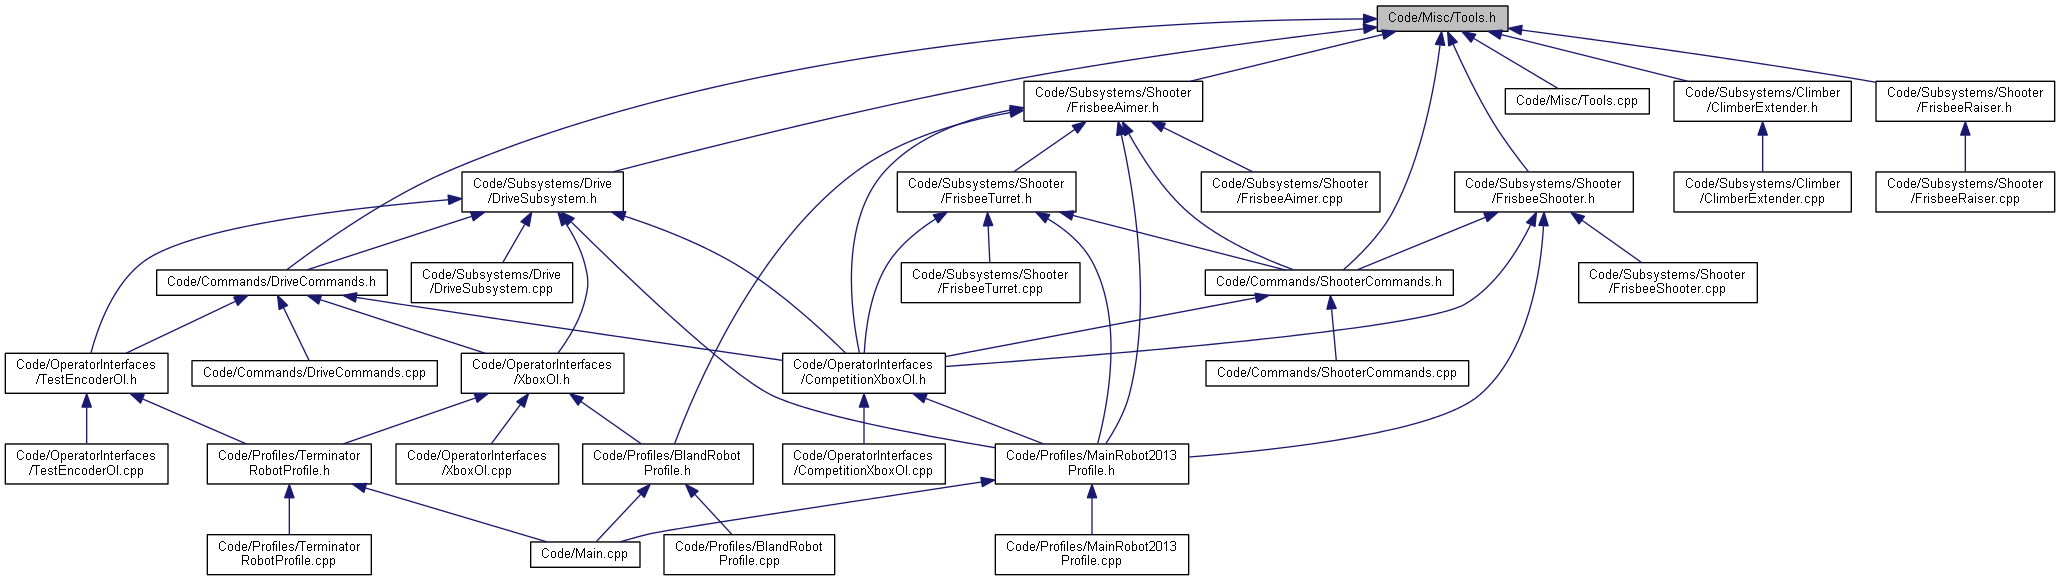 Code/Misc/Tools.h
Code/Subsystems/Shooter
/FrisbeeAimer.h
Code/Misc/Tools.cpp
Code/Subsystems/Climber
/ClimberExtender.h
Code/Subsystems/Shooter
/FrisbeeRaiser.h
Code/Subsystems/Drive
/DriveSubsystem.h
Code/Subsystems/Shooter
/FrisbeeTurret.h
Code/Subsystems/Shooter
/FrisbeeAimer.cpp
Code/Subsystems/Shooter
/FrisbeeShooter.h
Code/Subsystems/Climber
/ClimberExtender.cpp
Code/Subsystems/Shooter
/FrisbeeRaiser.cpp
Code/Commands/DriveCommands.h
Code/Subsystems/Drive
/DriveSubsystem.cpp
Code/Subsystems/Shooter
/FrisbeeTurret.cpp
Code/Commands/ShooterCommands.h
Code/Subsystems/Shooter
/FrisbeeShooter.cpp
Code/OperatorInterfaces
/TestEncoderOI.h
Code/Commands/DriveCommands.cpp
Code/OperatorInterfaces
/XboxOI.h
Code/OperatorInterfaces
/CompetitionXboxOI.h
Code/Commands/ShooterCommands.cpp
Code/OperatorInterfaces
/TestEncoderOI.cpp
Code/Profiles/Terminator
RobotProfile.h
Code/OperatorInterfaces
/XboxOI.cpp
Code/Profiles/BlandRobot
Profile.h
Code/OperatorInterfaces
/CompetitionXboxOI.cpp
Code/Profiles/MainRobot2013
Profile.h
Code/Profiles/Terminator
RobotProfile.cpp
Code/Main.cpp
Code/Profiles/BlandRobot
Profile.cpp
Code/Profiles/MainRobot2013
Profile.cpp